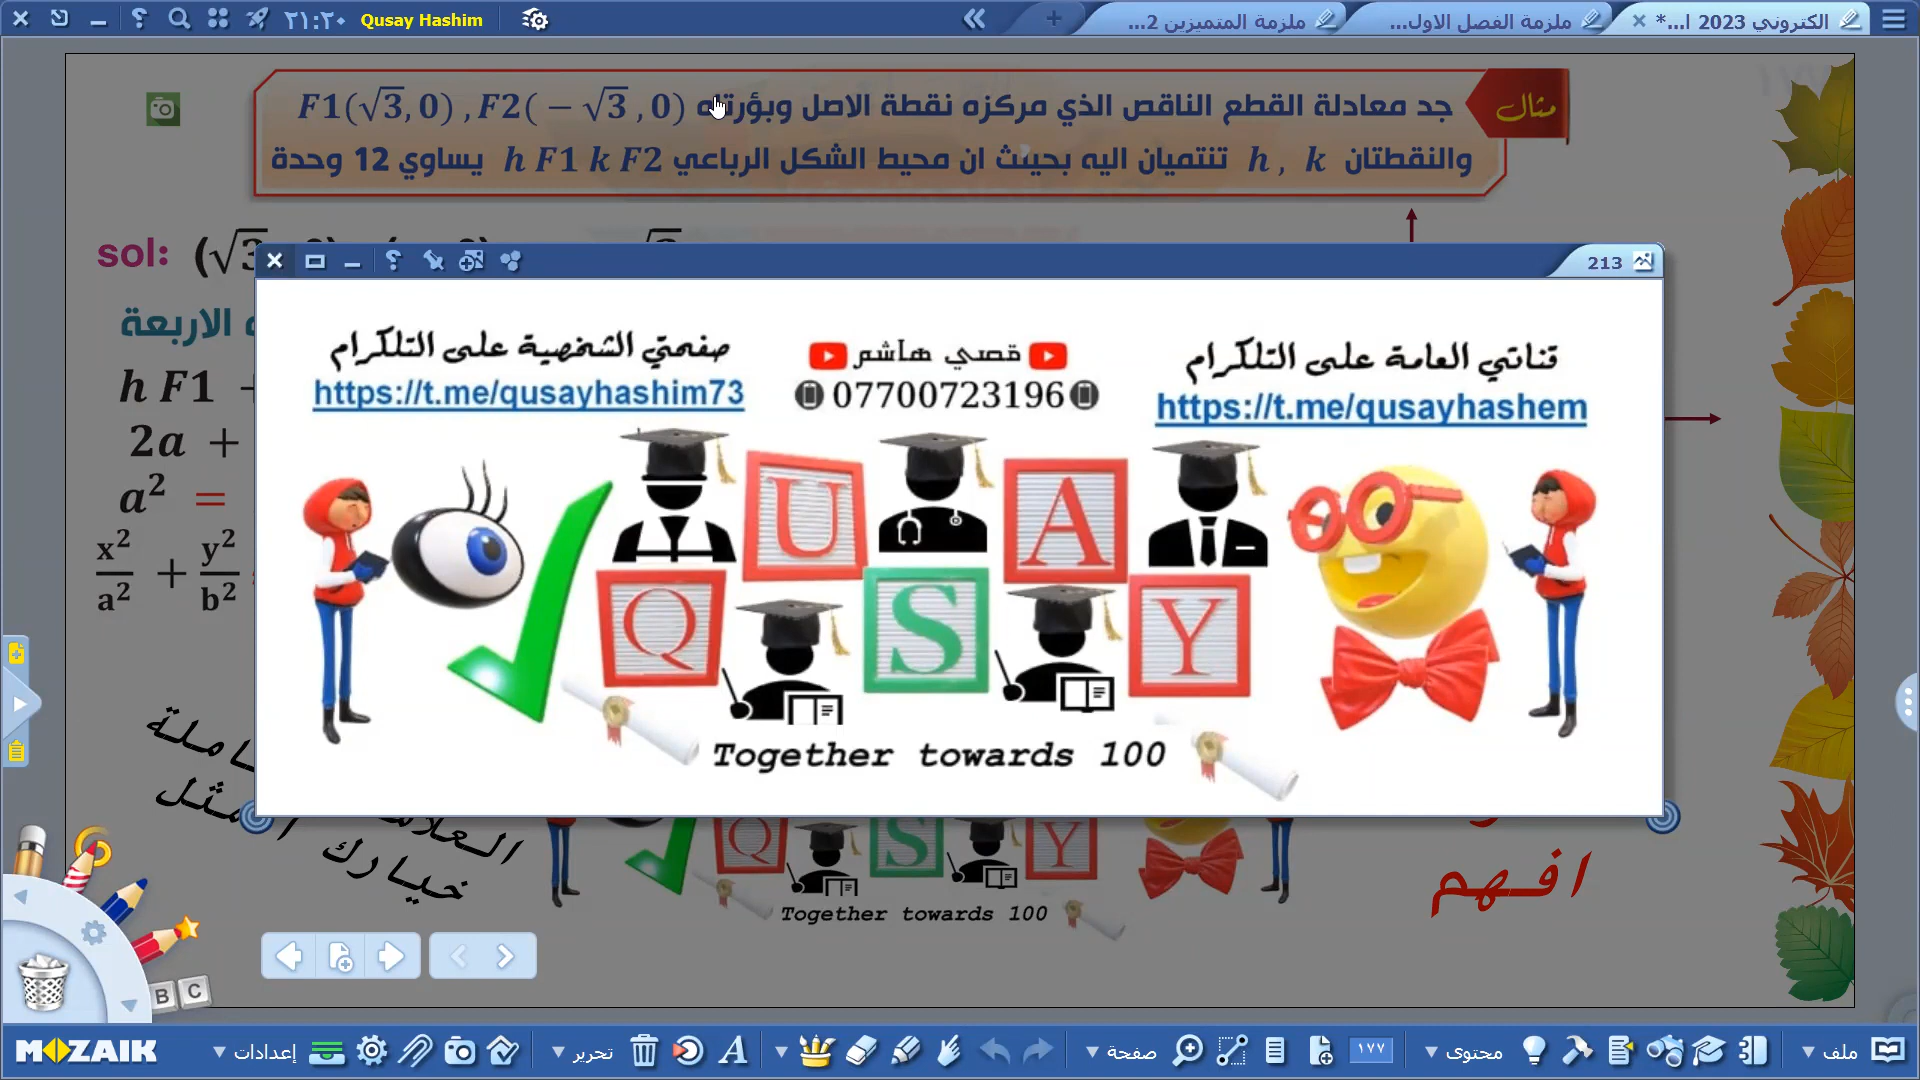 Qusay Hashim ٢١:٢٠
ملزمة المتميزين 2...
ملزمة الفصل الاول...
الكتروني 2023 ا...*
مثال
جد معادلة القطع الناقص الذي مركزه نقطة الاصل وبؤرتاه F1(√3, 0) , F2( − √3 , 0)
والنقطتان h , k تنتميان اليه بحيث ان محيط الشكل الرباعي h F1 k F2 يساوي 12 وحدة
sol: (√3
213
صفحتي الشخصية على التلكرام
https://t.me/qusayhashim73
قصي هاشم
07700723196
قناتي العامة على التلكرام
https://t.me/qusayhashem
ه الاربعة
h F1 +
2a +
a² =
x²/a² + y²/b² =
U A
Q S Y
Together towards 100
خيارك
افهم
Q S Y
Together towards 100
B C
MOZAIK
إعدادات
تحرير
صفحة
١٧٧
محتوى
ملف